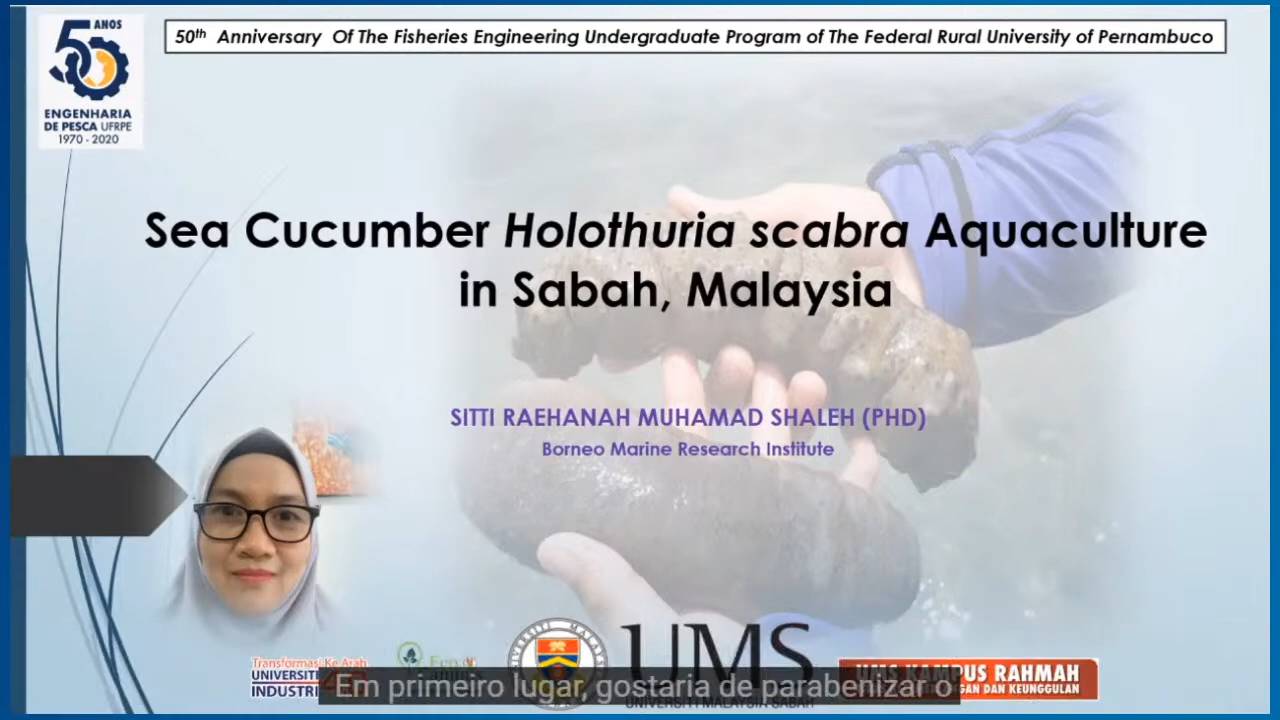 50th Anniversary Of The Fisheries Engineering Undergraduate Program of The Federal Rural University of Pernambuco
50 ANOS
ENGENHARIA
DE PESCA UFRPE
1970 - 2020
Sea Cucumber Holothuria scabra Aquaculture
in Sabah, Malaysia
SITTI RAEHANAH MUHAMAD SHALEH (PHD)
Borneo Marine Research Institute
Transformasi Ke Arah
UNIVERSITI
INDUSTRI
UMS
UNIVERSITI MALAYSIA SABAH
UMS KAMPUS RAHMAH
DAN KEUNGGULAN
Em primeiro lugar, gostaria de parabenizar o